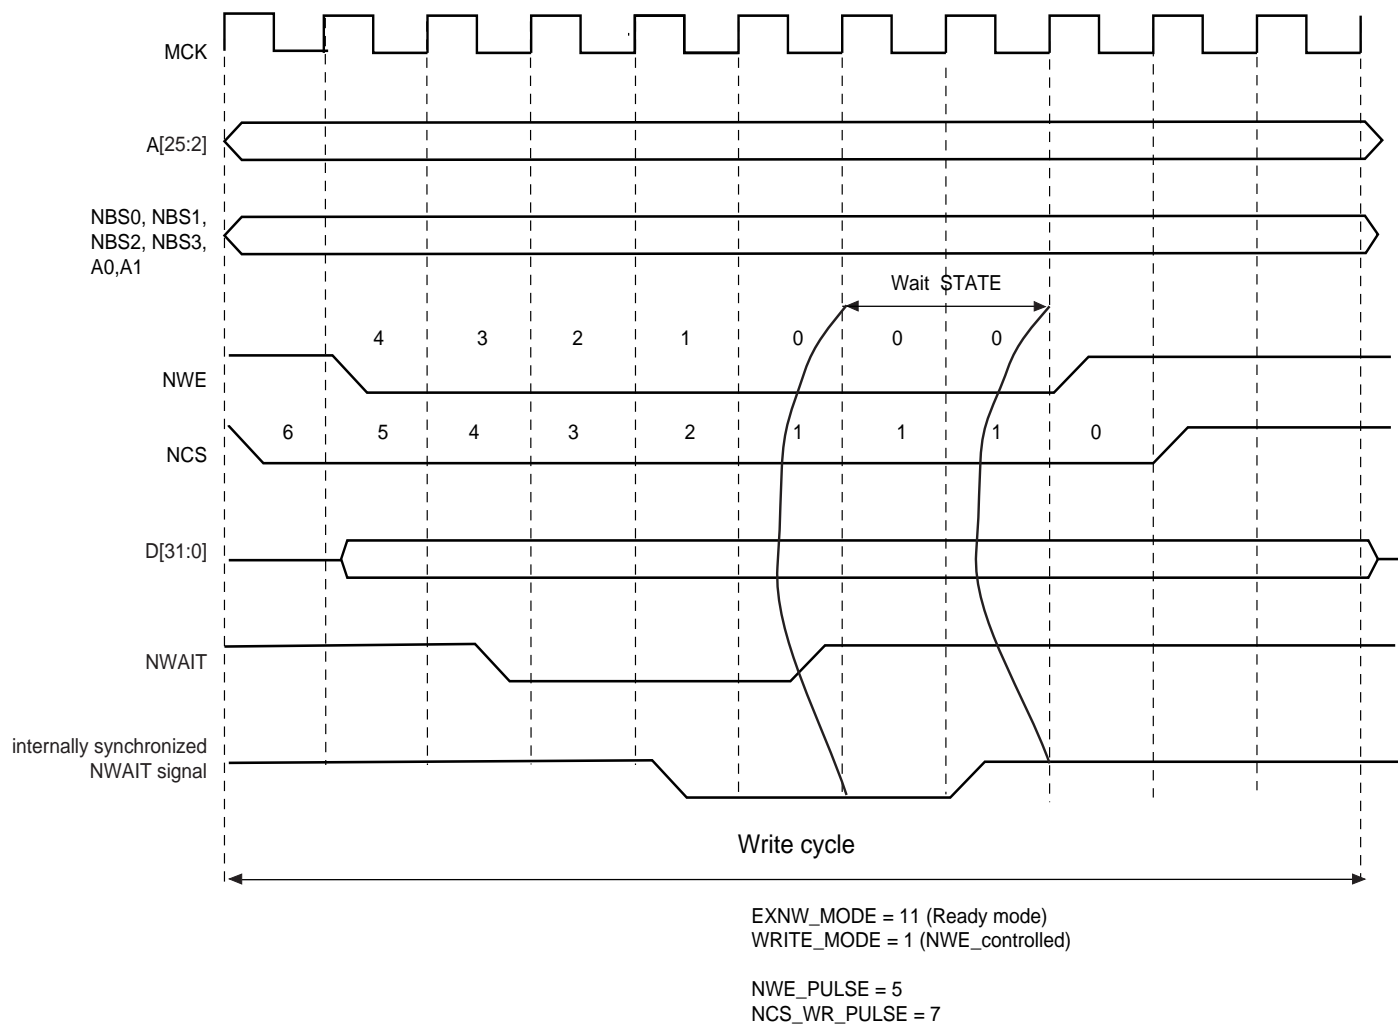 MCK
A[25:2]
NBS0, NBS1,
NBS2, NBS3,
A0,A1
Wait STATE
4 3 2 1 0 0 0
NWE
6 5 4 3 2 1 1 1 0
NCS
D[31:0]
NWAIT
internally synchronized
NWAIT signal
Write cycle
EXNW_MODE = 11 (Ready mode)
WRITE_MODE = 1 (NWE_controlled)
NWE_PULSE = 5
NCS_WR_PULSE = 7